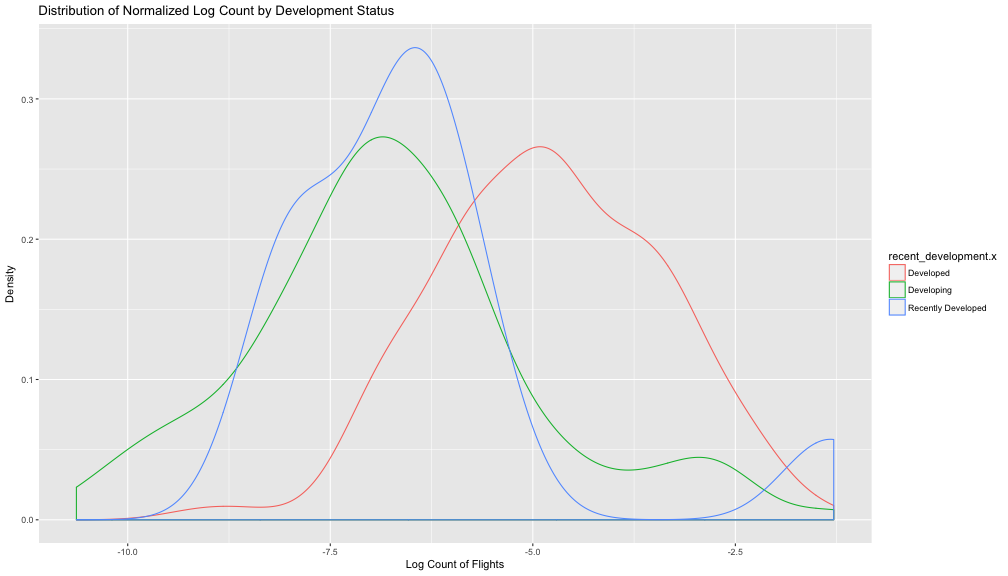 Distribution of Normalized Log Count by Development Status
Density
0.3
0.2
0.1
0.0
-10.0
-7.5
-5.0
-2.5
Log Count of Flights
recent_development.x
Developed
Developing
Recently Developed